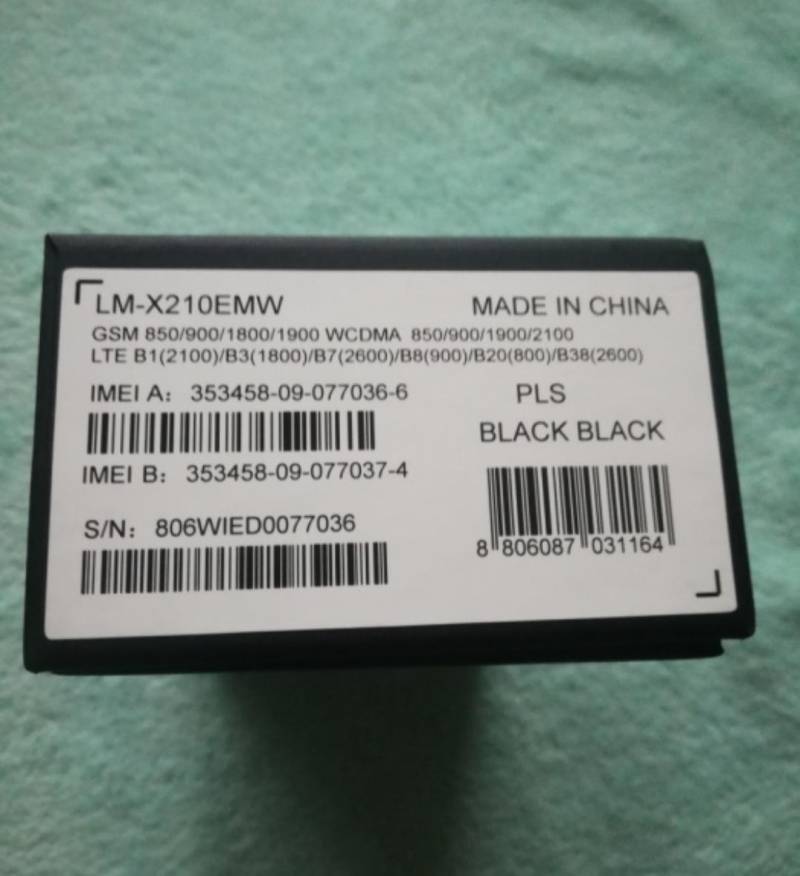 LM-X210EMW MADE IN CHINA
GSM 850/900/1800/1900 WCDMA 850/900/1900/2100
LTE B1(2100)/B3(1800)/B7(2600)/B8(900)/B20(800)/B38(2600)
IMEI A: 353458-09-077036-6
PLS
BLACK BLACK
IMEI B: 353458-09-077037-4
S/N: 806WIED0077036
8 806087 031164